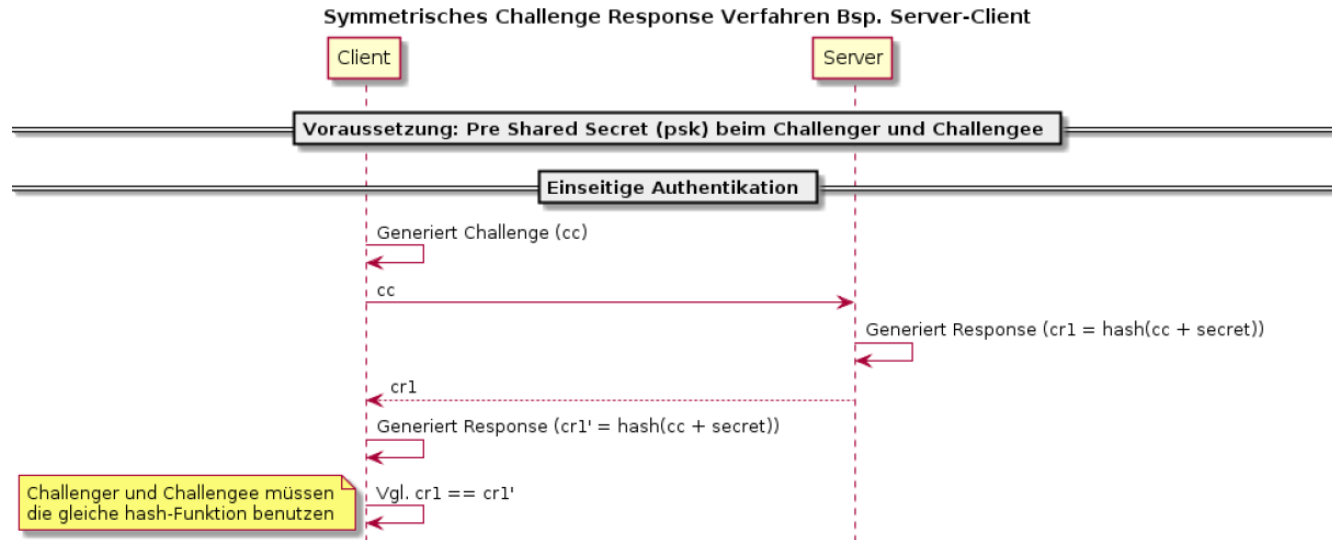 Symmetrisches Challenge Response Verfahren Bsp. Server-Client
Client
Server
Voraussetzung: Pre Shared Secret (psk) beim Challenger und Challengee
Einseitige Authentikation
Generiert Challenge (cc)
cc
Generiert Response (cr1 = hash(cc + secret))
cr1
Generiert Response (cr1' = hash(cc + secret))
Challenger und Challengee müssen
die gleiche hash-Funktion benutzen
Vgl. cr1 == cr1'